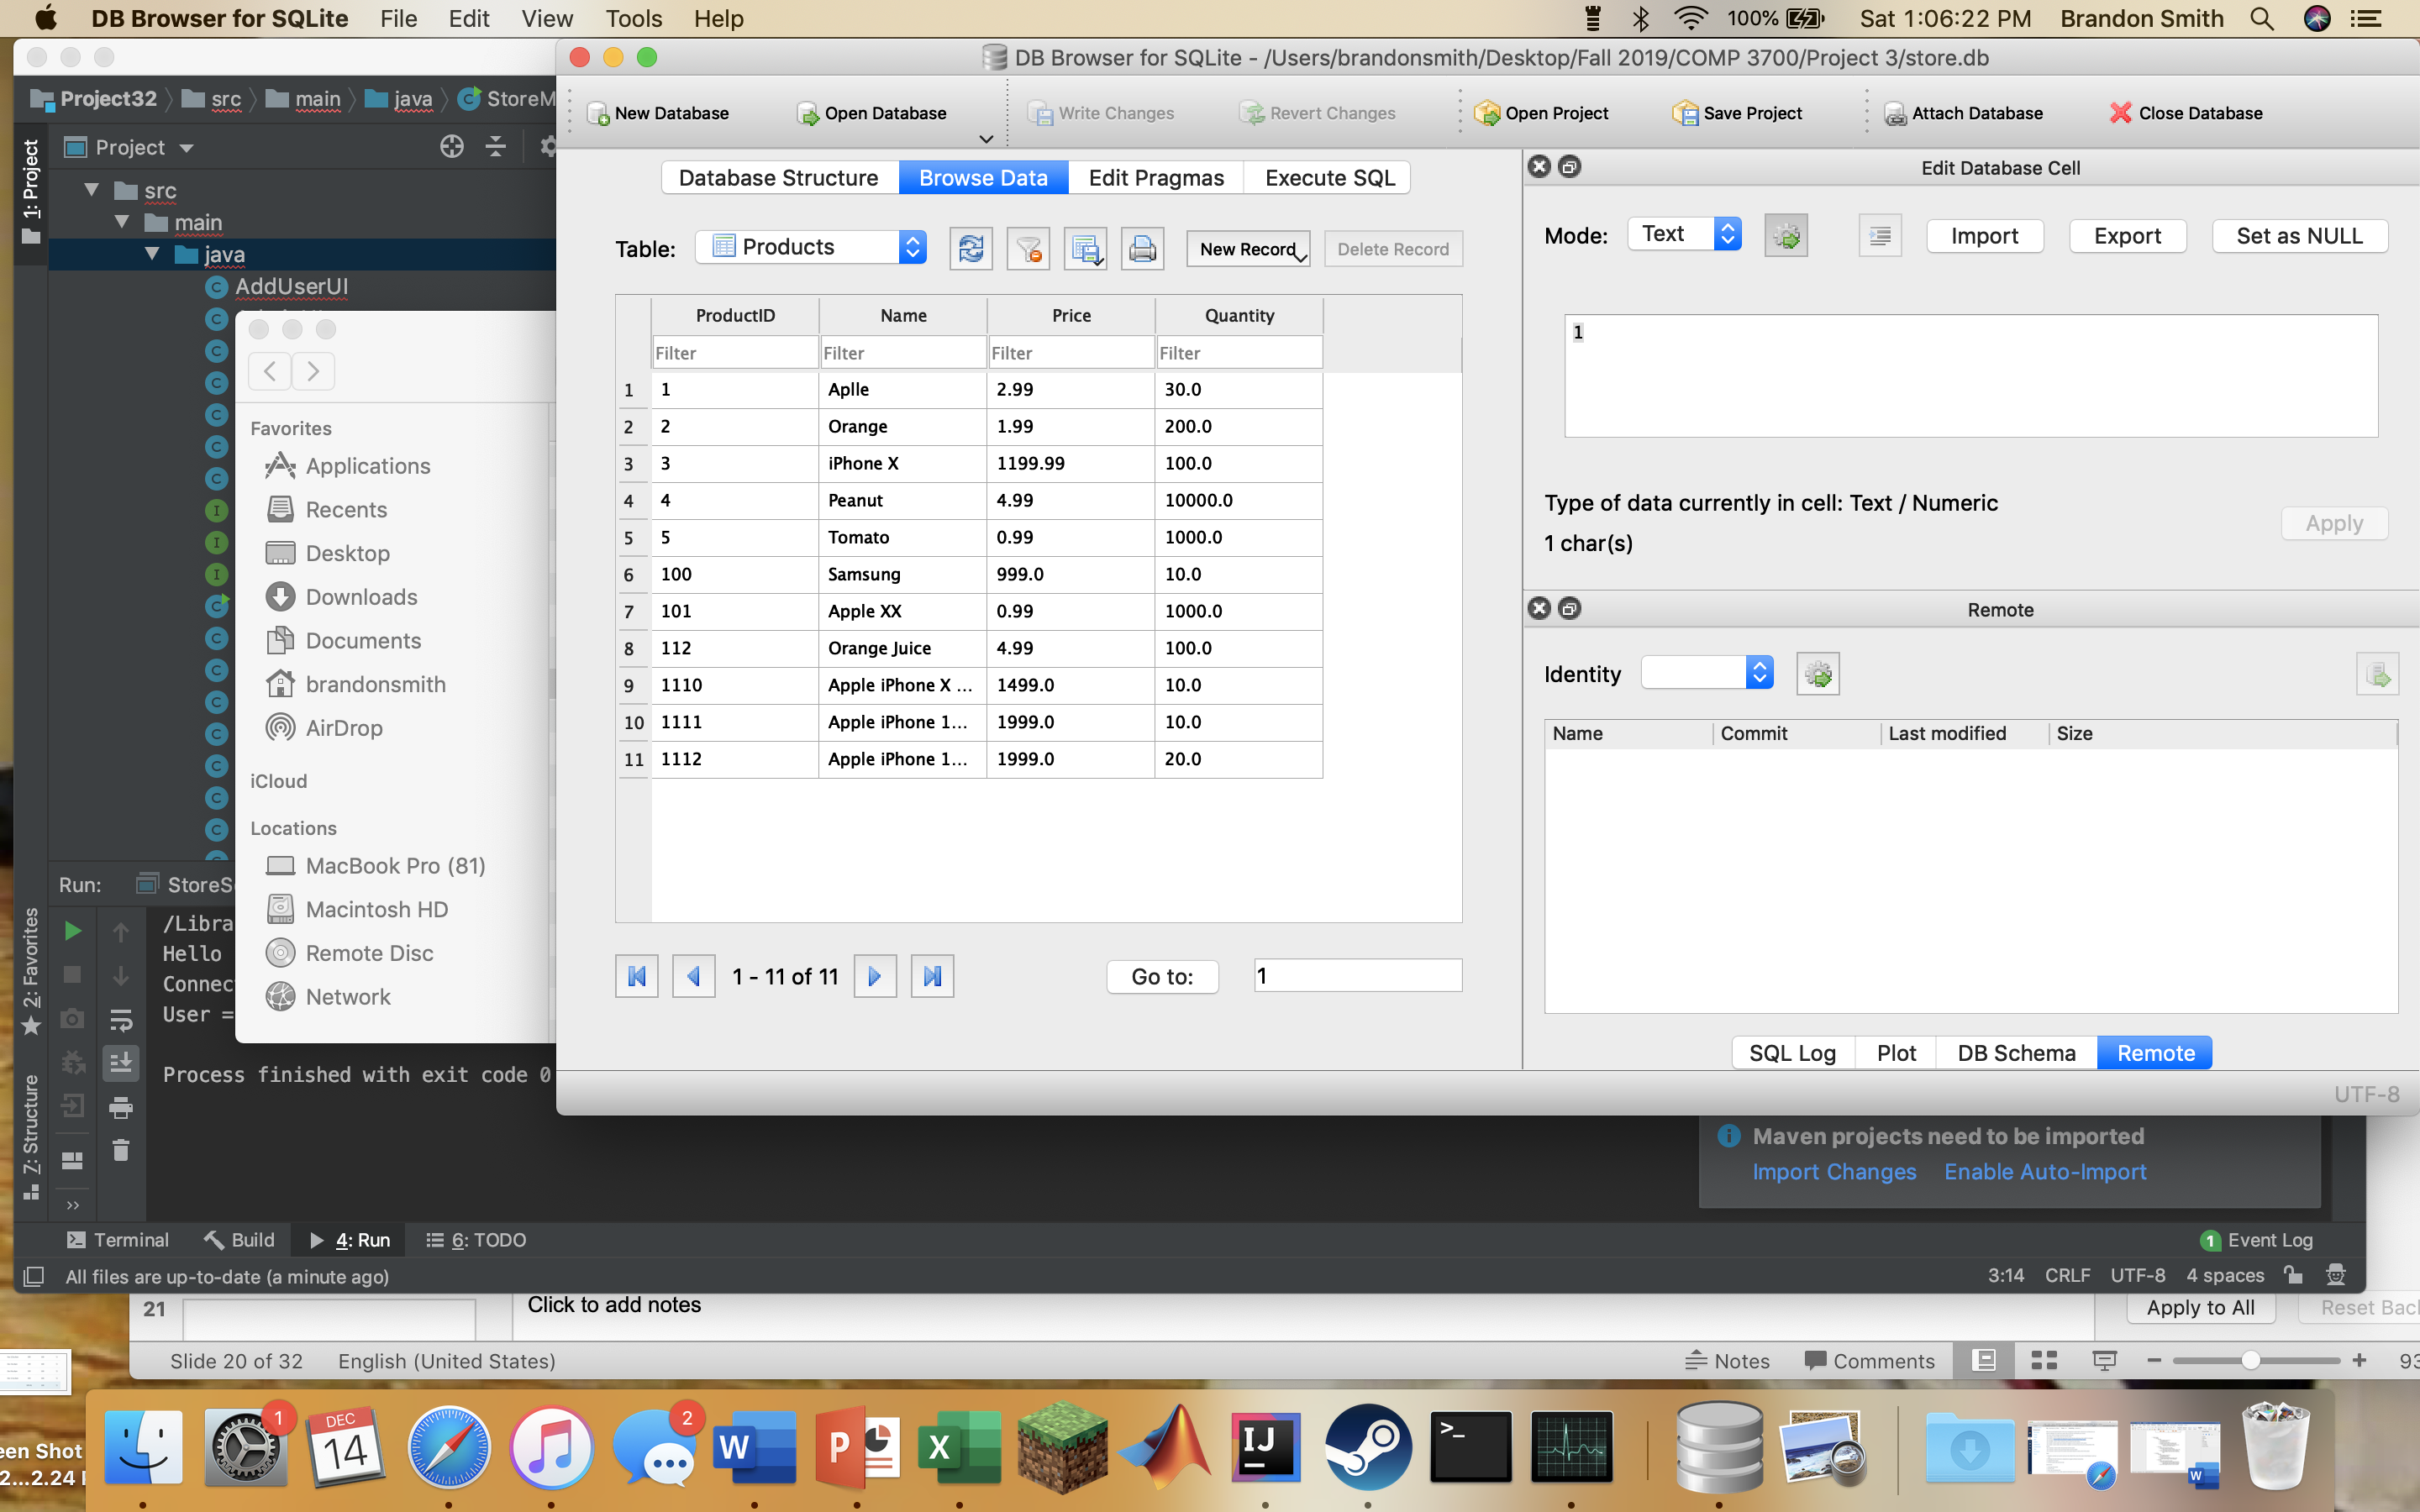 DB Browser for SQLite File Edit View Tools Help 100% Sat 1:06:22 PM Brandon Smith
DB Browser for SQLite - /Users/brandonsmith/Desktop/Fall 2019/COMP 3700/Project 3/store.db
Project32 src main java StoreM
New Database Open Database Write Changes Revert Changes Open Project Save Project Attach Database Close Database
1: Project
Project
src
main
java
AddUserUI
Favorites
Applications
Recents
Desktop
Downloads
Documents
brandonsmith
AirDrop
iCloud
Locations
MacBook Pro (81)
Macintosh HD
Remote Disc
Network
Database Structure Browse Data Edit Pragmas Execute SQL
Table: Products New Record Delete Record
ProductID Name Price Quantity
Filter Filter Filter Filter
1 1 Aplle 2.99 30.0
2 2 Orange 1.99 200.0
3 3 iPhone X 1199.99 100.0
4 4 Peanut 4.99 10000.0
5 5 Tomato 0.99 1000.0
6 100 Samsung 999.0 10.0
7 101 Apple XX 0.99 1000.0
8 112 Orange Juice 4.99 100.0
9 1110 Apple iPhone X ... 1499.0 10.0
10 1111 Apple iPhone 1... 1999.0 10.0
11 1112 Apple iPhone 1... 1999.0 20.0
1 - 11 of 11 Go to: 1
Edit Database Cell
Mode: Text Import Export Set as NULL
1
Type of data currently in cell: Text / Numeric
1 char(s)
Apply
Remote
Identity
Name Commit Last modified Size
SQL Log Plot DB Schema Remote
UTF-8
Run: StoreS
/Libra
Hello
Connec
User =
Process finished with exit code 0
2: Favorites
7: Structure
Maven projects need to be imported
Import Changes Enable Auto-Import
Terminal Build 4: Run 6: TODO 1 Event Log
All files are up-to-date (a minute ago) 3:14 CRLF UTF-8 4 spaces
21 Click to add notes Apply to All Reset Bac
Slide 20 of 32 English (United States) Notes Comments 93
een Shot
2...2.24
1
DEC
14
2
W
P
X
IJ
>_
W